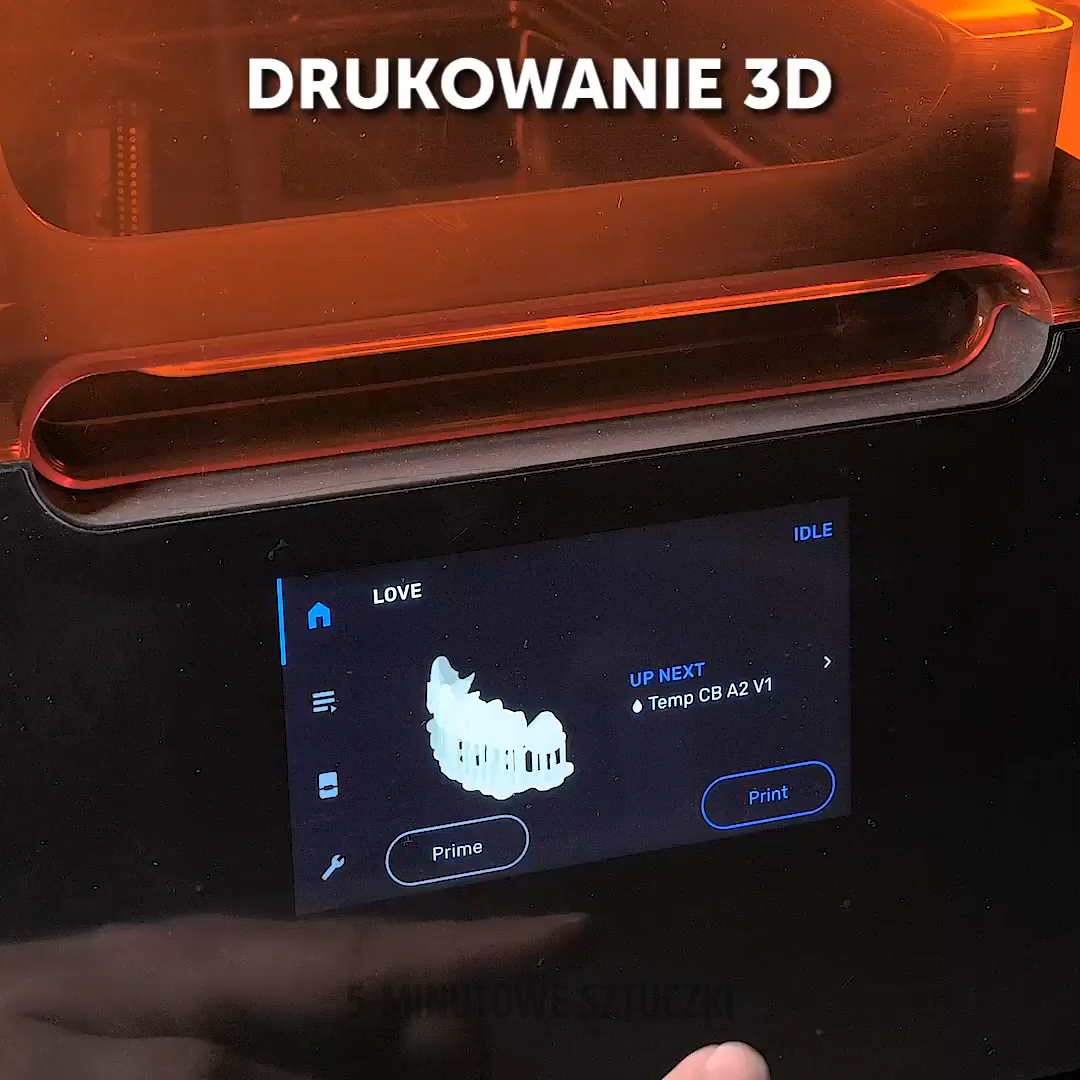 DRUKOWANIE 3D
IDLE
LOVE
UP NEXT
Temp CB A2 V1
Print
Prime
5-MINUTOWE SZTUCZKI